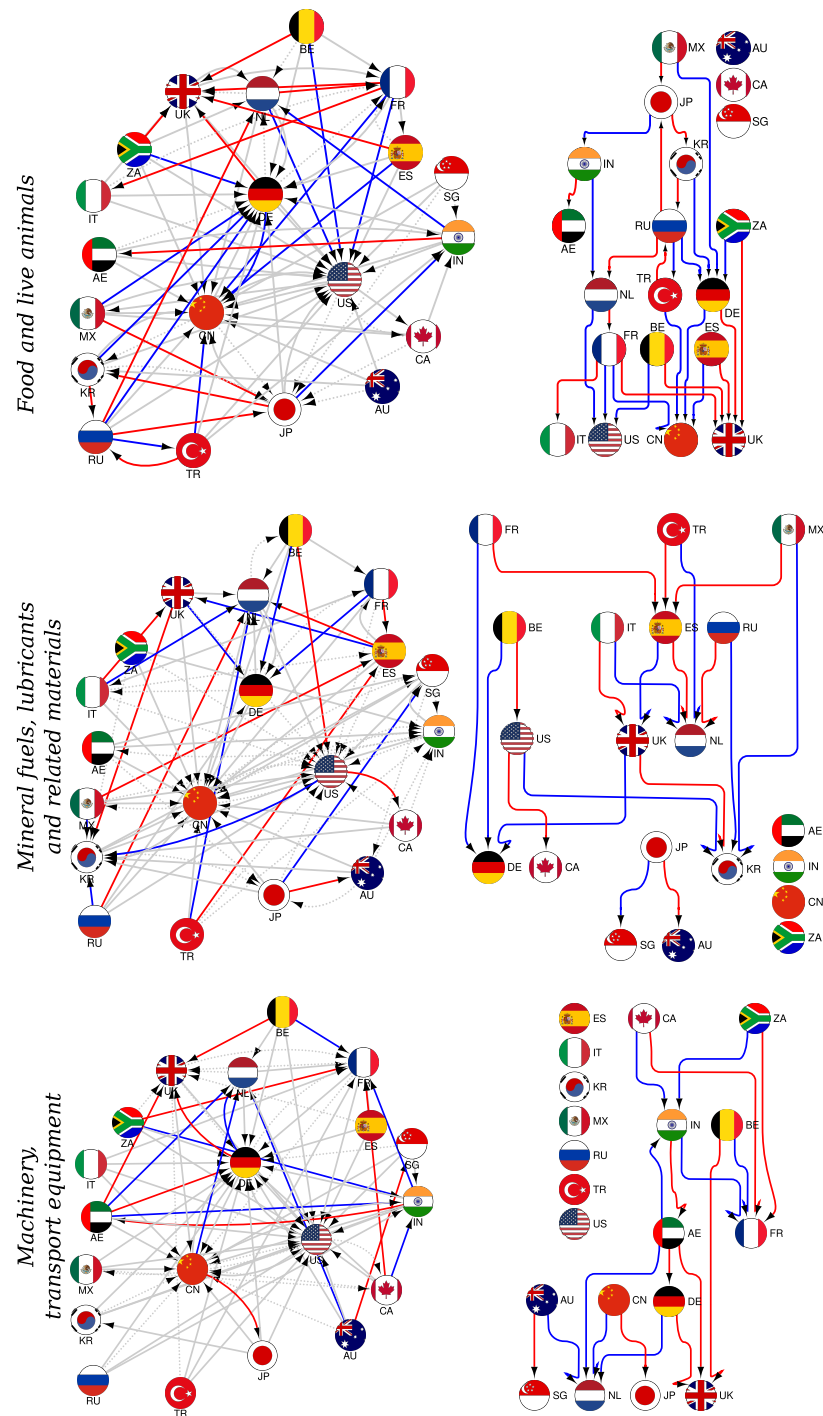 Food and live animals
BE
UK
NL
FR
ZA
ES
SG
IT
DE
IN
AE
US
MX
CN
CA
KR
AU
JP
RU
TR
MX
AU
JP
CA
SG
KR
IN
AE
RU
ZA
TR
NL
DE
FR
BE
ES
IT
US
CN
UK
Mineral fuels, lubricants
and related materials
BE
UK
NL
FR
ZA
ES
SG
IT
DE
IN
AE
US
MX
CN
CA
KR
AU
JP
RU
TR
FR
TR
MX
BE
IT
ES
RU
US
UK
NL
DE
CA
JP
KR
AE
IN
CN
ZA
SG
AU
Machinery,
transport equipment
BE
UK
NL
FR
ZA
ES
SG
IT
DE
IN
AE
US
MX
CN
CA
KR
AU
JP
RU
TR
ES
CA
ZA
IT
KR
MX
IN
BE
RU
TR
US
AE
FR
AU
CN
DE
SG
NL
JP
UK